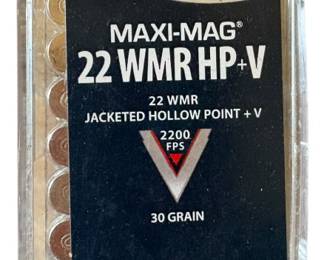 MAXI-MAG®
22 WMR HP+V
22 WMR
JACKETED HOLLOW POINT + V
2200
FPS
30 GRAIN